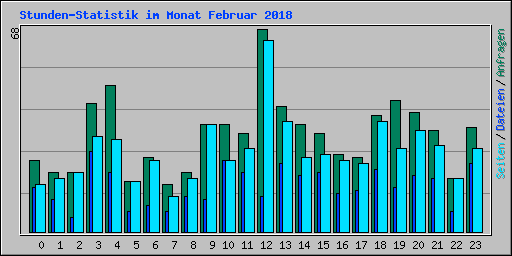 Stunden-Statistik im Monat Februar 2018
68
0 1 2 3 4 5 6 7 8 9 10 11 12 13 14 15 16 17 18 19 20 21 22 23
Seiten / Dateien / Anfragen